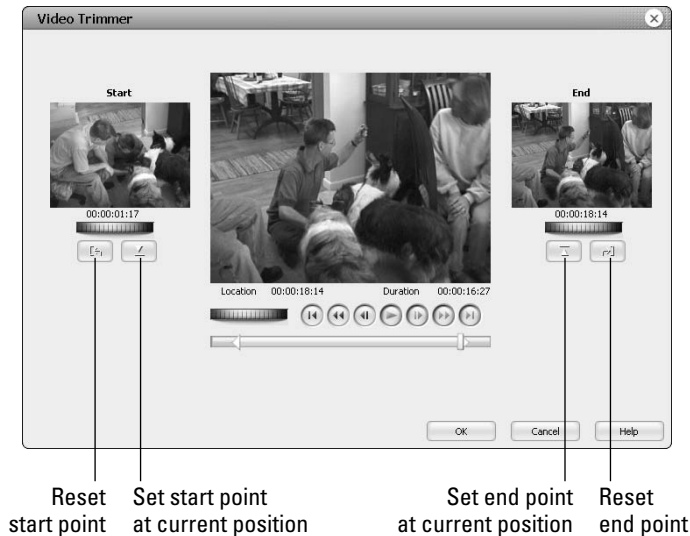 Video Trimmer
Start
End
00:00:01:17
00:00:18:14
Location 00:00:18:14 Duration 00:00:16:27
OK Cancel Help
Reset start point
Set start point at current position
Set end point at current position
Reset end point